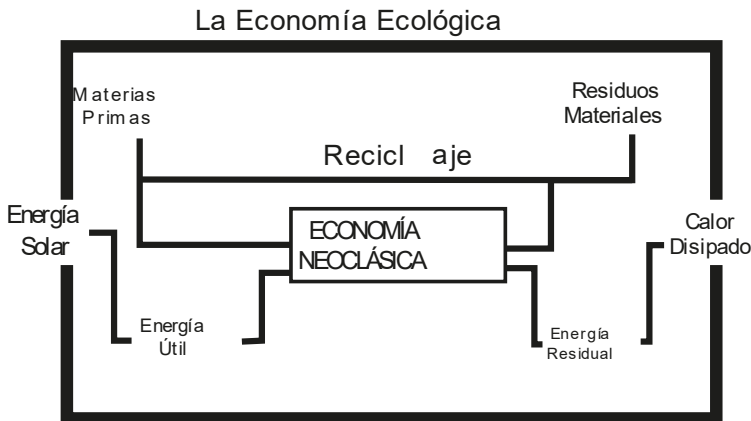 La Economía Ecológica
Materias
Primas
Residuos
Materiales
Reciclaje
Energía
Solar
ECONOMÍA
NEOCLÁSICA
Calor
Disipado
Energía
Útil
Energía
Residual